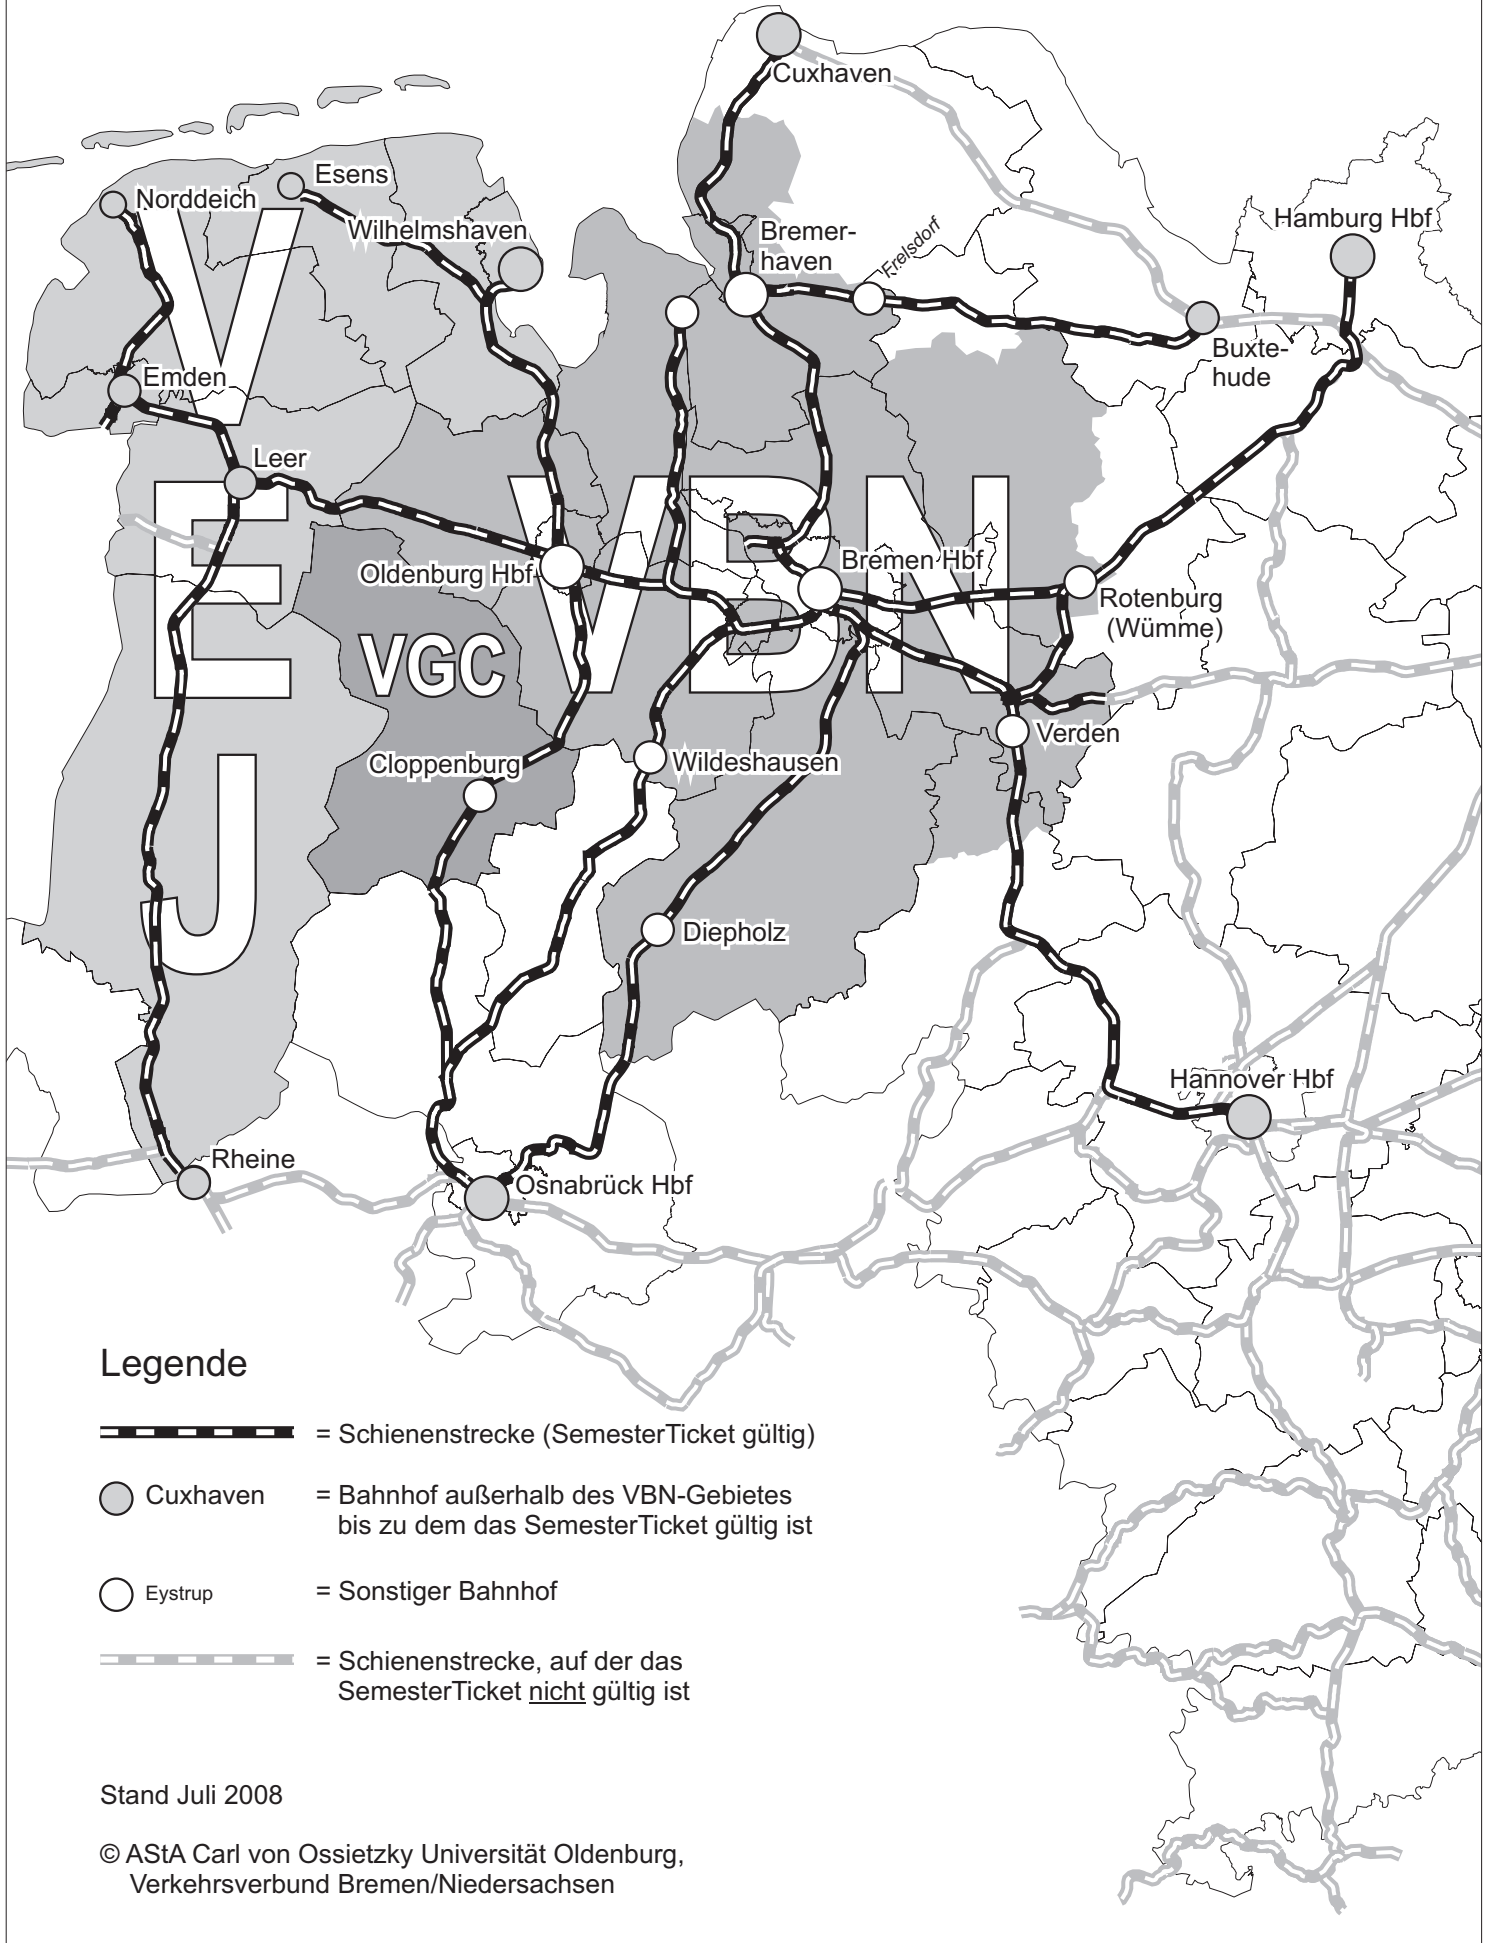 Cuxhaven
Esens
Norddeich
Wilhelmshaven
Hamburg Hbf
Bremer-
haven
Frelsdorf
V
Buxte-
hude
Emden
Leer
E
VBN
Bremen Hbf
Oldenburg Hbf
Rotenburg
(Wümme)
VGC
Verden
Cloppenburg
Wildeshausen
J
Diepholz
Hannover Hbf
Rheine
Osnabrück Hbf
Legende
= Schienenstrecke (SemesterTicket gültig)
Cuxhaven
= Bahnhof außerhalb des VBN-Gebietes
bis zu dem das SemesterTicket gültig ist
Eystrup
= Sonstiger Bahnhof
= Schienenstrecke, auf der das
SemesterTicket nicht gültig ist
Stand Juli 2008
© AStA Carl von Ossietzky Universität Oldenburg,
Verkehrsverbund Bremen/Niedersachsen